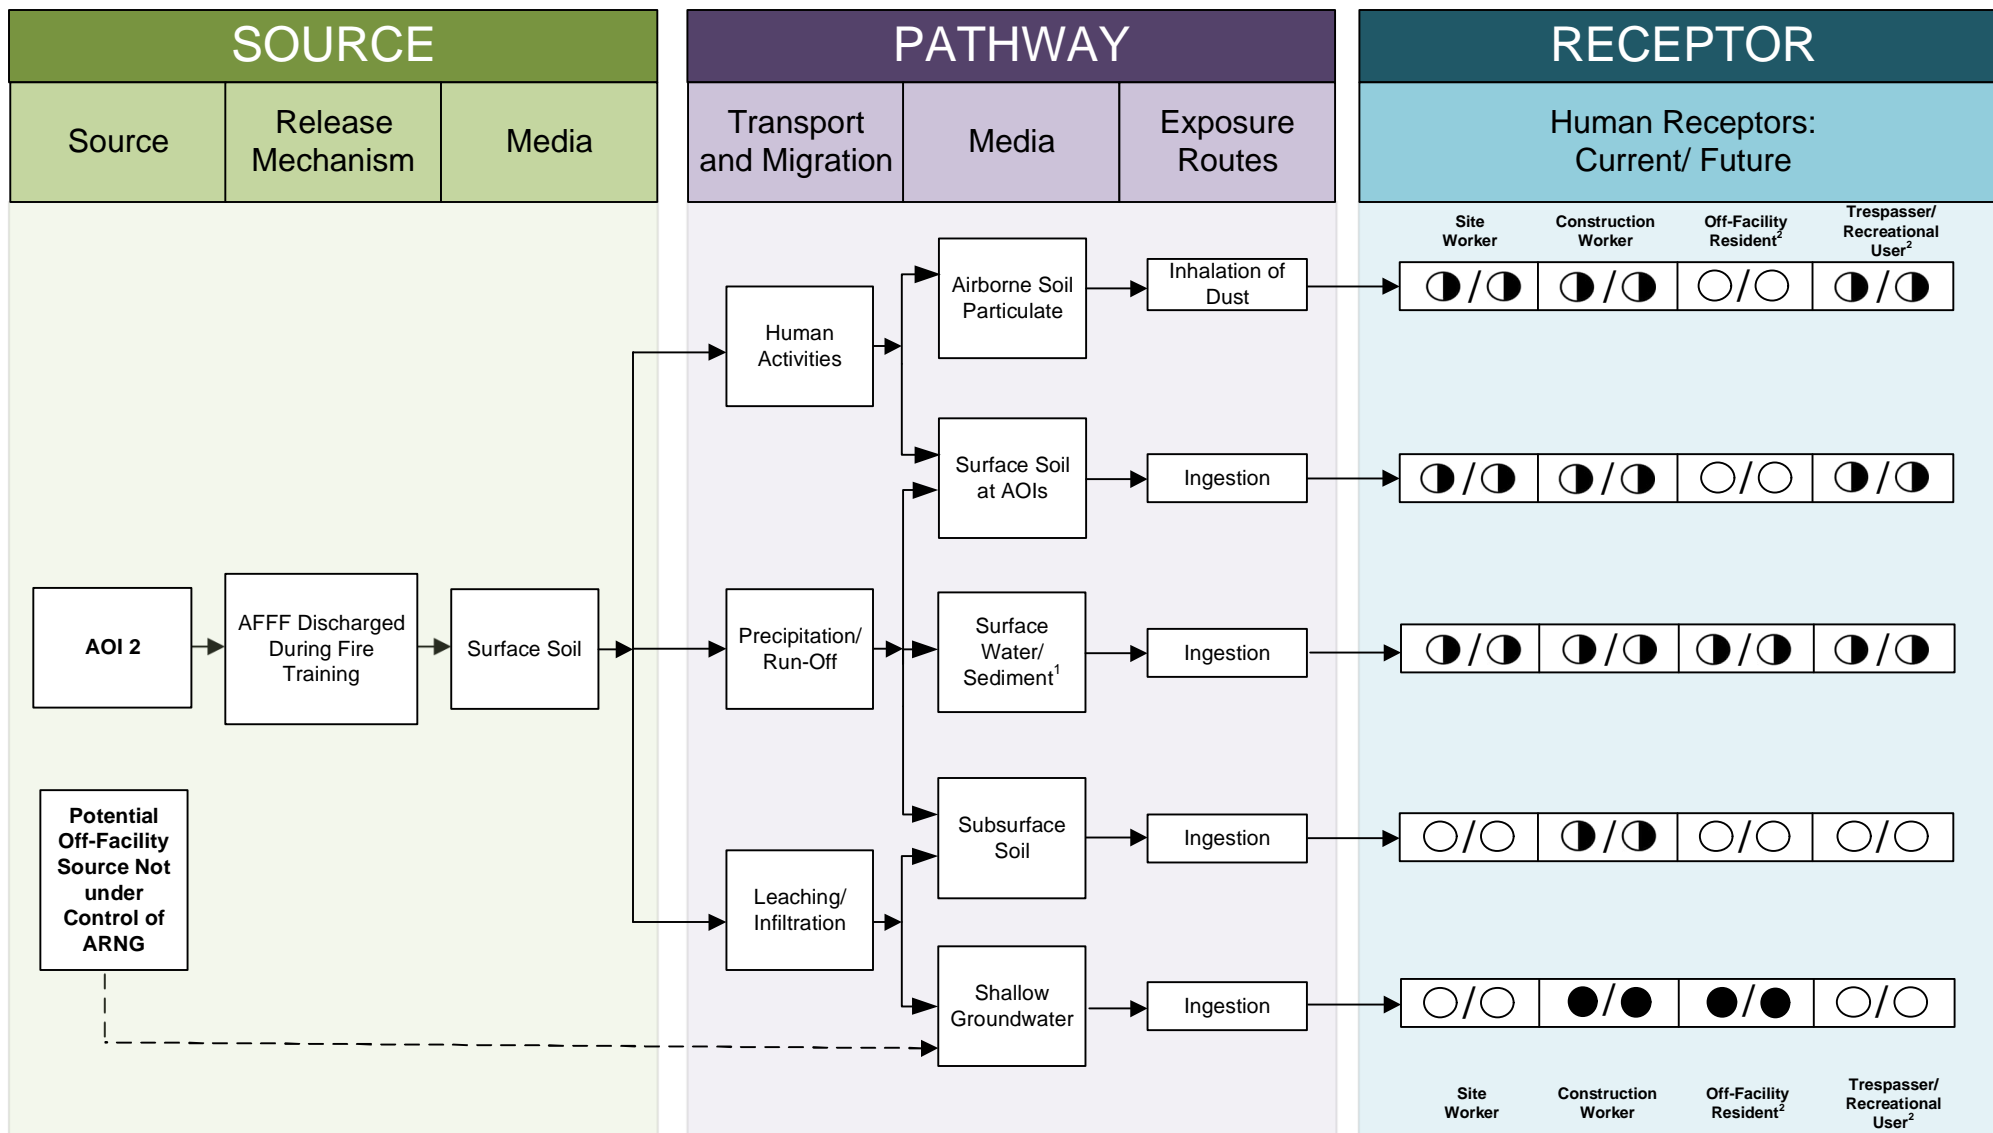 SOURCE
PATHWAY
RECEPTOR
Source
Release
Mechanism
Media
Transport
and Migration
Media
Exposure
Routes
Human Receptors:
Current/ Future
Site
Worker
Construction
Worker
Off-Facility
Resident²
Trespasser/
Recreational
User²
Human
Activities
Airborne Soil
Particulate
Inhalation of
Dust
/ / / /
Surface Soil
at AOIs
Ingestion
/ / / /
AOI 2
AFFF Discharged
During Fire
Training
Surface Soil
Precipitation/
Run-Off
Surface
Water/
Sediment¹
Ingestion
/ / / /
Potential
Off-Facility
Source Not
under
Control of
ARNG
Subsurface
Soil
Ingestion
/ / / /
Leaching/
Infiltration
Shallow
Groundwater
Ingestion
/ / / /
Site
Worker
Construction
Worker
Off-Facility
Resident²
Trespasser/
Recreational
User²